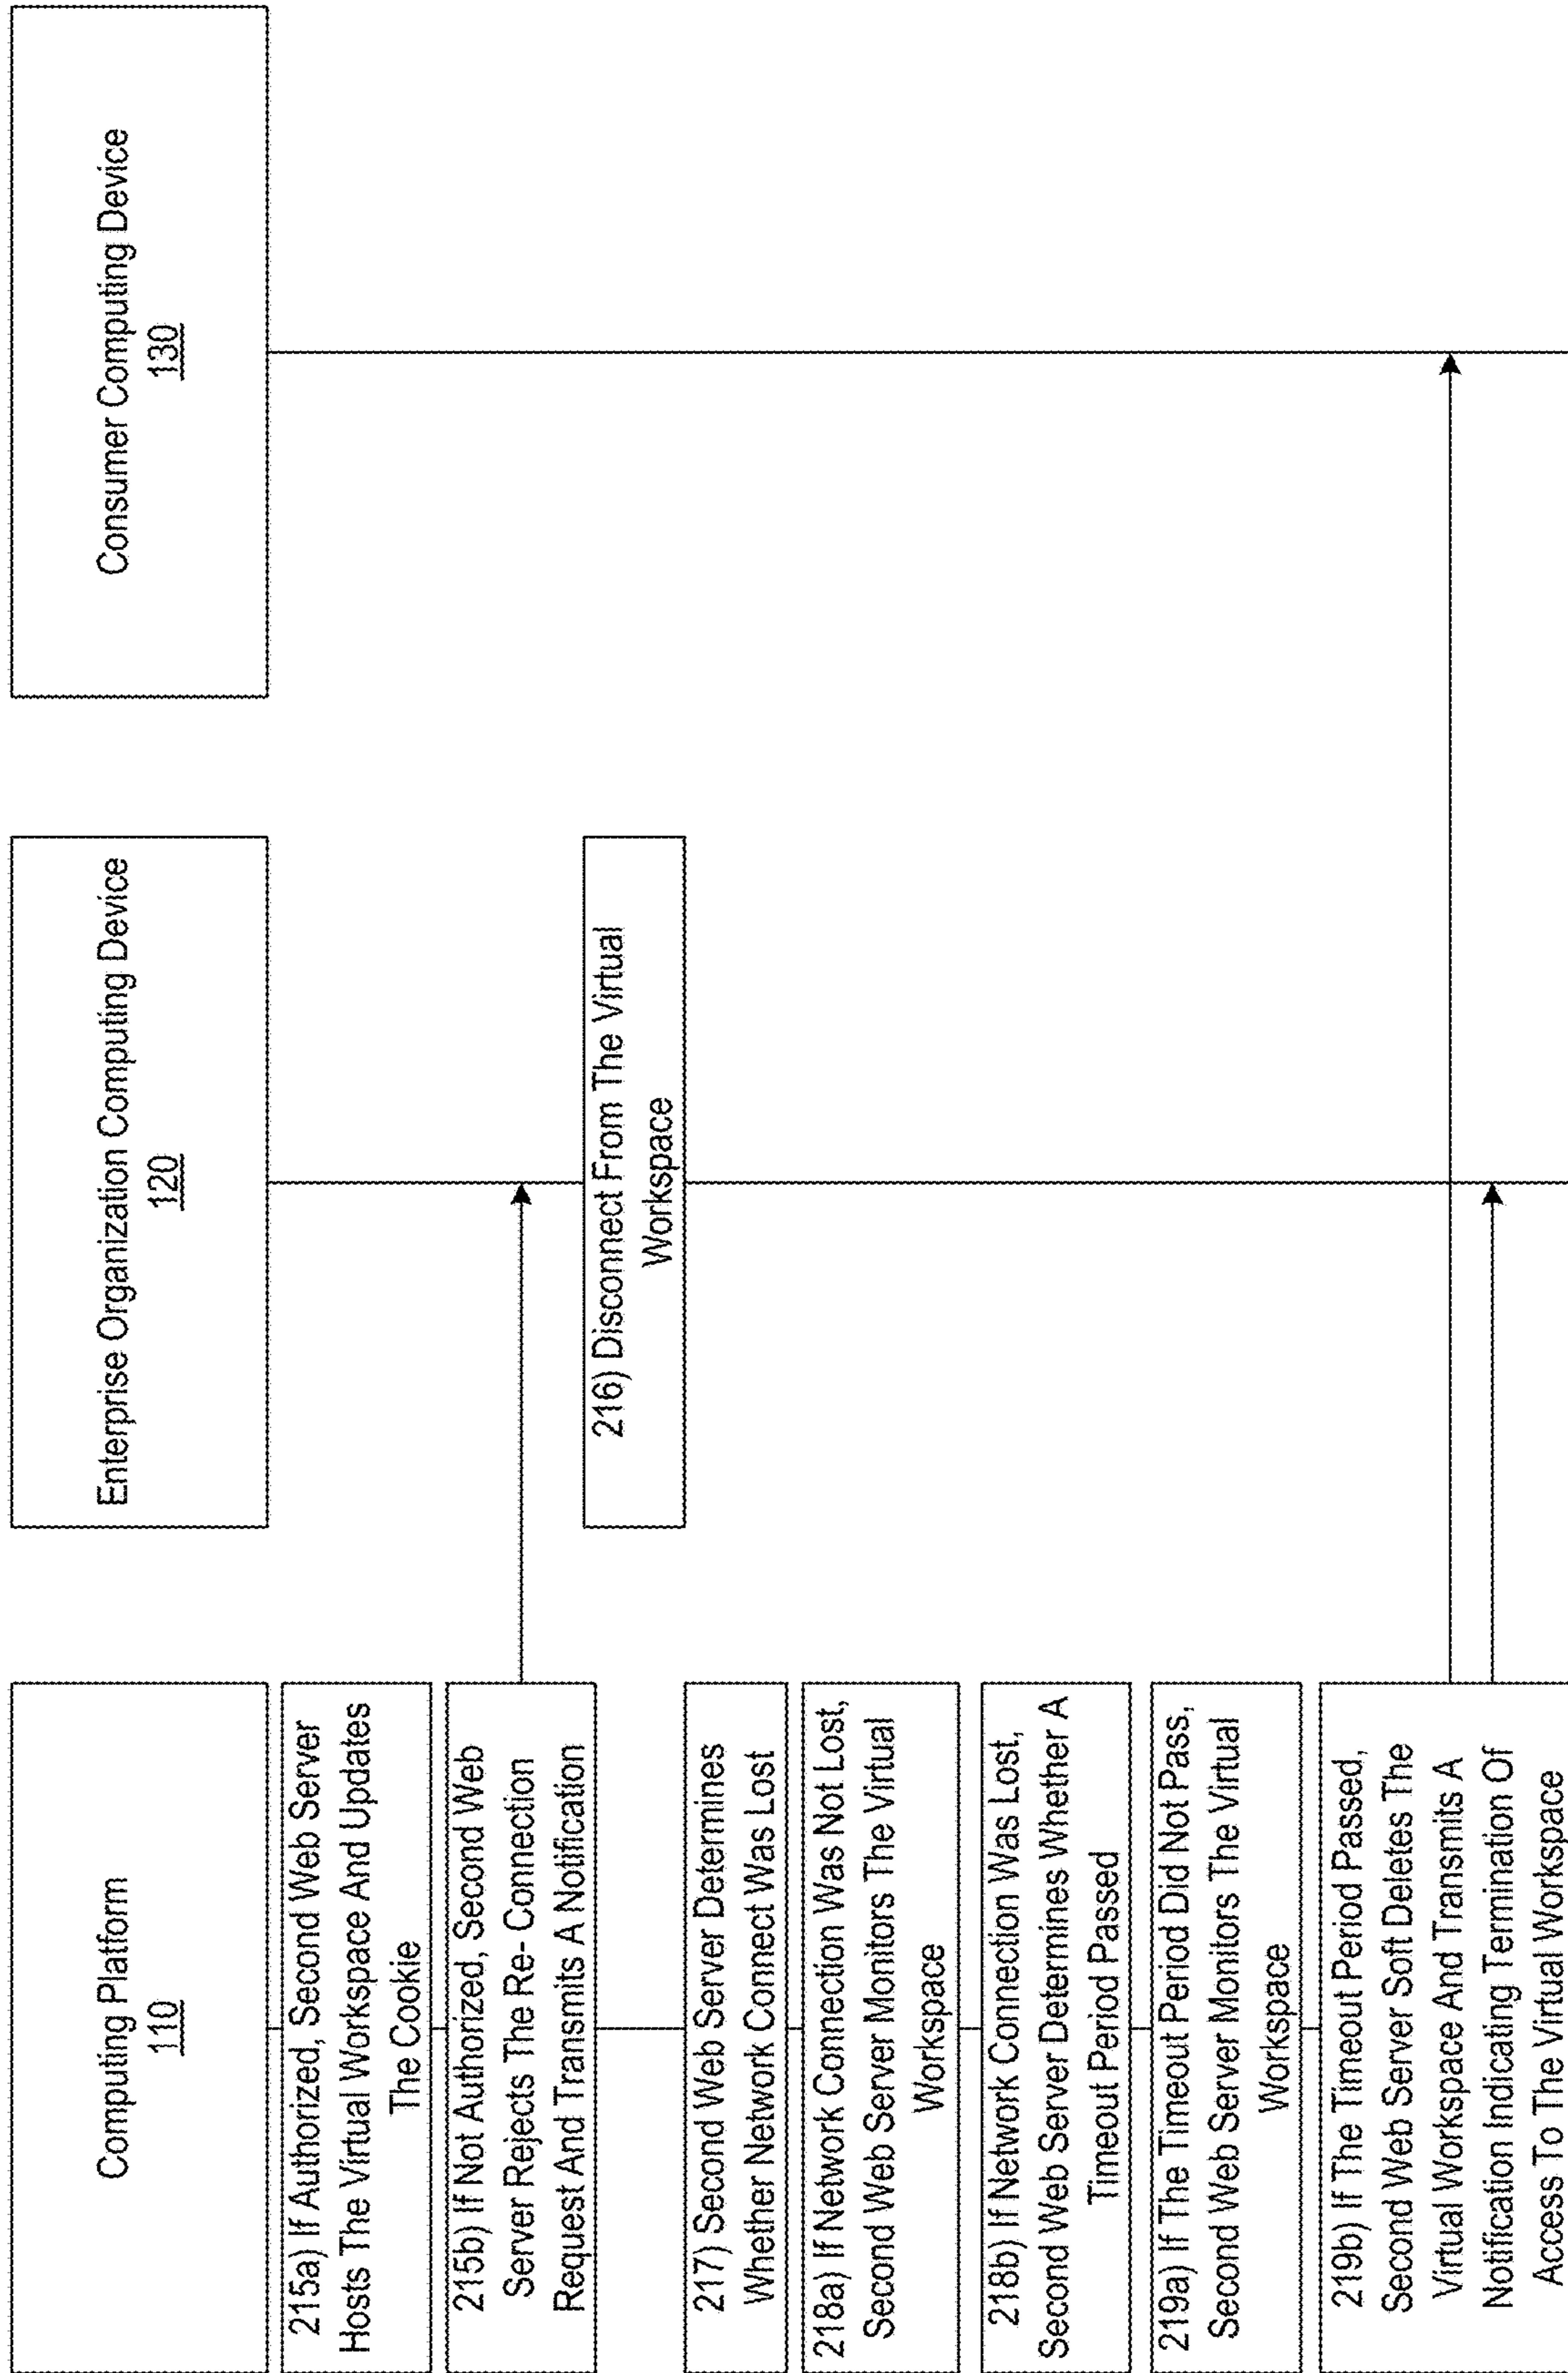 Computing Platform
110
Enterprise Organization Computing Device
120
Consumer Computing Device
130
215a) If Authorized, Second Web Server
Hosts The Virtual Workspace And Updates
The Cookie
215b) If Not Authorized, Second Web
Server Rejects The Re- Connection
Request And Transmits A Notification
216) Disconnect From The Virtual
Workspace
217) Second Web Server Determines
Whether Network Connect Was Lost
218a) If Network Connection Was Not Lost,
Second Web Server Monitors The Virtual
Workspace
218b) If Network Connection Was Lost,
Second Web Server Determines Whether A
Timeout Period Passed
219a) If The Timeout Period Did Not Pass,
Second Web Server Monitors The Virtual
Workspace
219b) If The Timeout Period Passed,
Second Web Server Soft Deletes The
Virtual Workspace And Transmits A
Notification Indicating Termination Of
Access To The Virtual Workspace